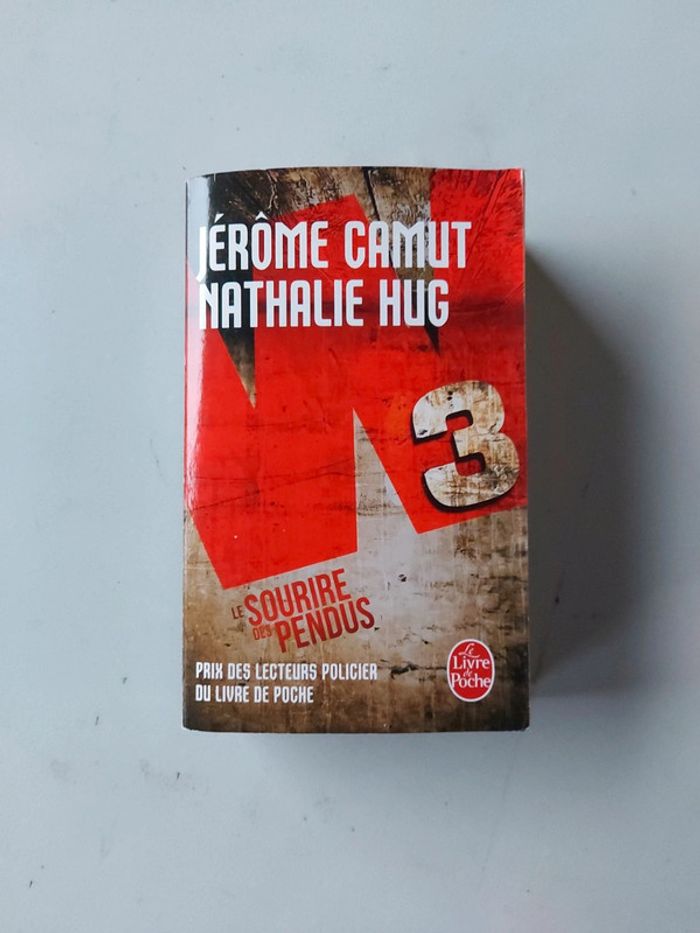 JÉRÔME CAMUT
NATHALIE HUG
W3
LE SOURIRE
DES PENDUS
PRIX DES LECTEURS POLICIER
DU LIVRE DE POCHE
Le
Livre
de
Poche